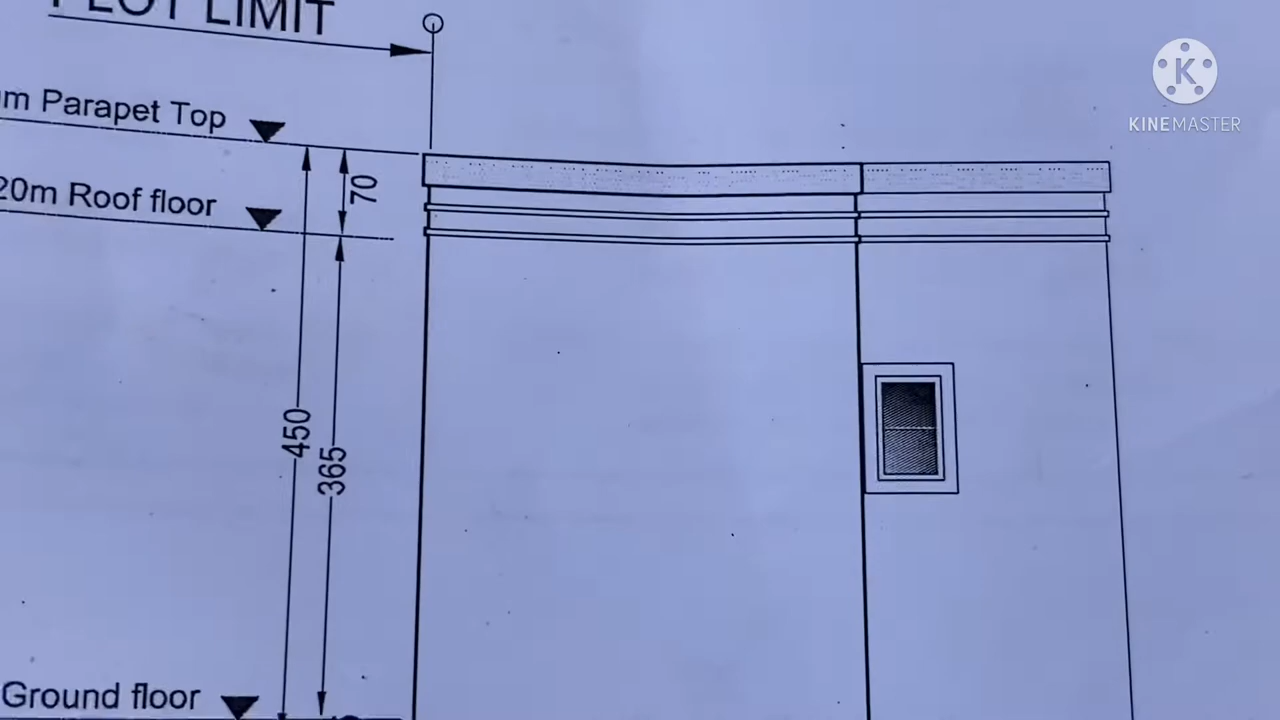 PLOT LIMIT
m Parapet Top
70
20m Roof floor
450
365
Ground floor
K
KINEMASTER